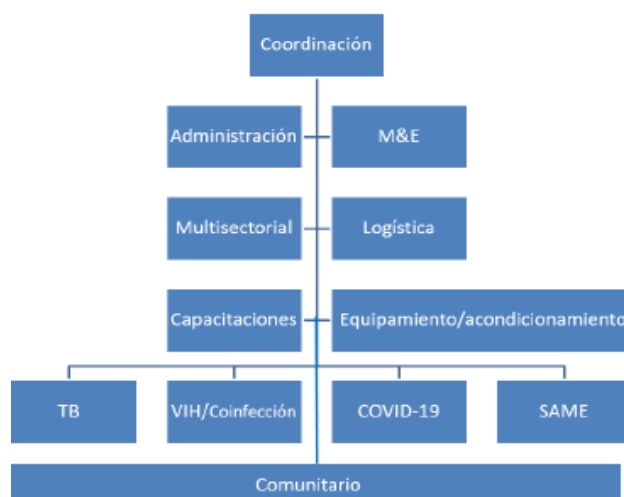 Coordinación
Administración
M&E
Multisectorial
Logística
Capacitaciones
Equipamiento/acondicionamiento
TB
VIH/Coinfección
COVID-19
SAME
Comunitario